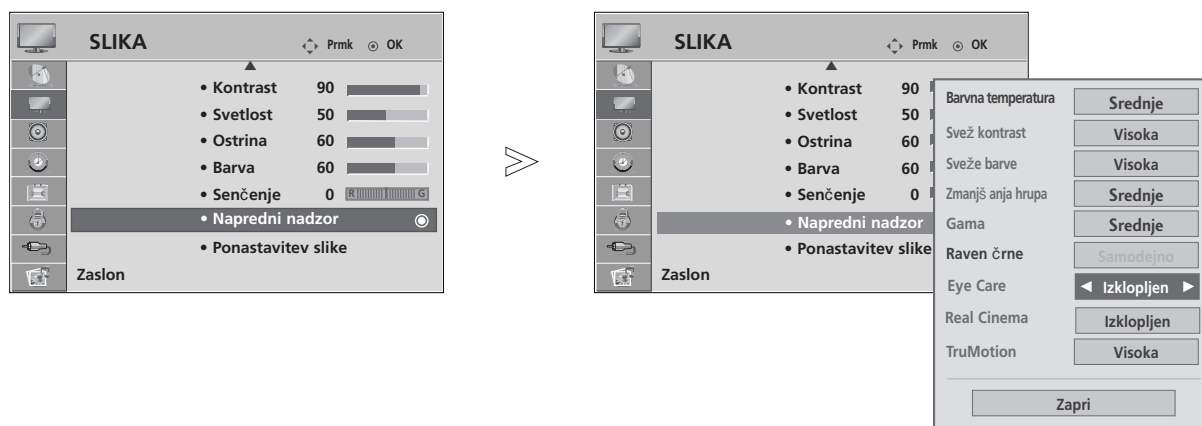 SLIKA
Prmk OK
• Kontrast 90
• Svetlost 50
• Ostrina 60
• Barva 60
• Senčenje 0 R G
• Napredni nadzor
• Ponastavitev slike
Zaslon
SLIKA
Prmk OK
• Kontrast 90
• Svetlost 50
• Ostrina 60
• Barva 60
• Senčenje 0
• Napredni nadzor
• Ponastavitev slike
Zaslon
Barvna temperatura Srednje
Svež kontrast Visoka
Sveže barve Visoka
Zmanjš anja hrupa Srednje
Gama Srednje
Raven črne Samodejno
Eye Care ◄ Izklopljen ►
Real Cinema Izklopljen
TruMotion Visoka
Zapri